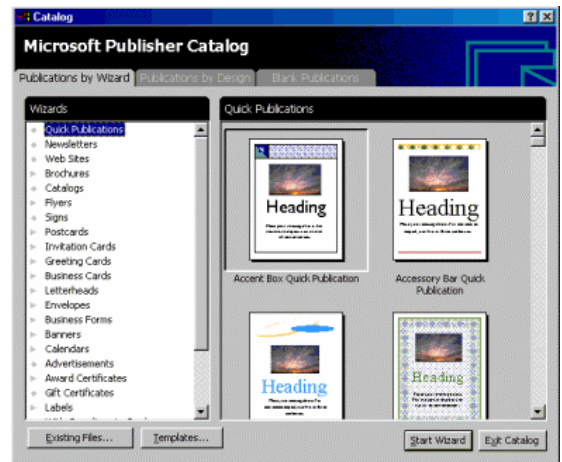 Catalog
Microsoft Publisher Catalog
Publications by Wizard
Publications by Design
Blank Publications
Wizards
Quick Publications
Newsletters
Web Sites
Brochures
Catalogs
Flyers
Signs
Postcards
Invitation Cards
Greeting Cards
Business Cards
Letterheads
Envelopes
Business Forms
Banners
Calendars
Advertisements
Award Certificates
Gift Certificates
Labels
Quick Publications
Heading
Accent Box Quick Publication
Heading
Accessory Bar Quick
Publication
Heading
Heading
Existing Files...
Templates...
Start Wizard
Exit Catalog